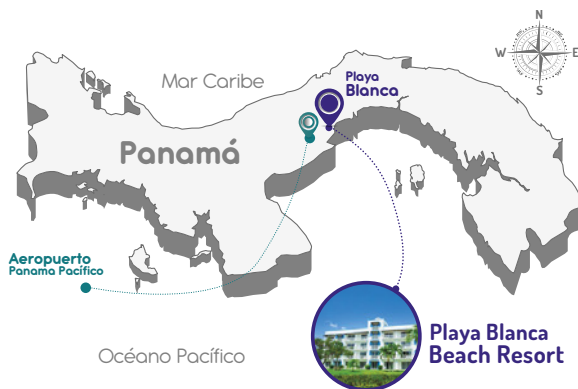 N
W E
S
Mar Caribe
Playa
Blanca
Panamá
Aeropuerto
Panama Pacífico
Océano Pacífico
Playa Blanca
Beach Resort